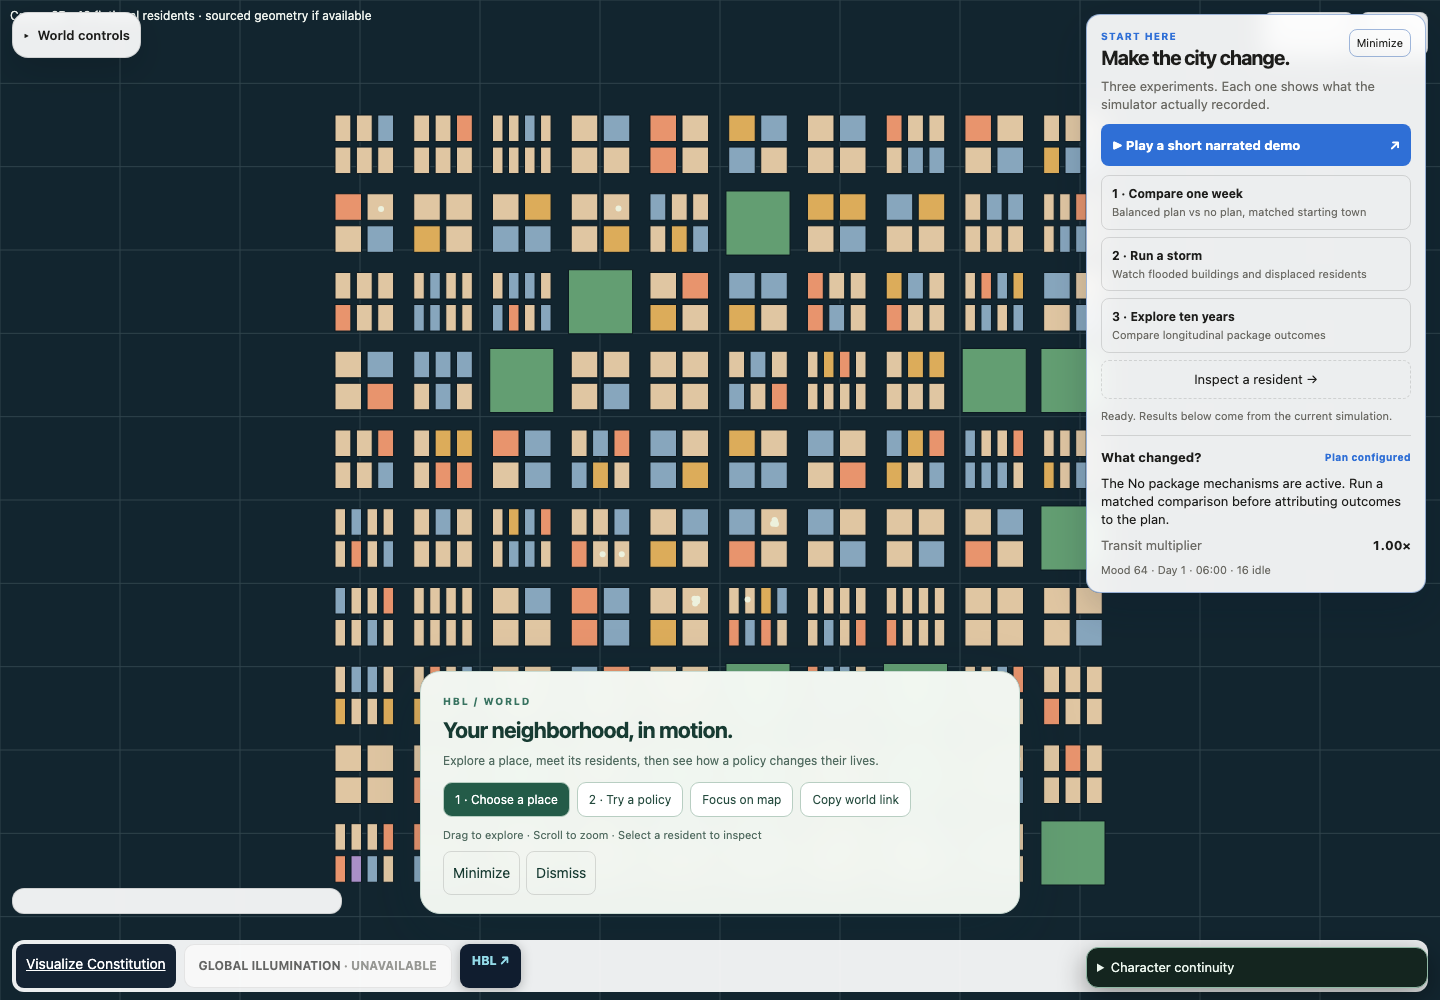 residents · sourced geometry if available
▸ World controls
START HERE
Minimize
Make the city change.
Three experiments. Each one shows what the
simulator actually recorded.
▶ Play a short narrated demo ↗
1 · Compare one week
Balanced plan vs no plan, matched starting town
2 · Run a storm
Watch flooded buildings and displaced residents
3 · Explore ten years
Compare longitudinal package outcomes
Inspect a resident →
Ready. Results below come from the current simulation.
What changed? Plan configured
The No package mechanisms are active. Run a
matched comparison before attributing outcomes
to the plan.
Transit multiplier 1.00×
Mood 64 · Day 1 · 06:00 · 16 idle
HBL / WORLD
Your neighborhood, in motion.
Explore a place, meet its residents, then see how a policy changes their lives.
1 · Choose a place 2 · Try a policy Focus on map Copy world link
Drag to explore · Scroll to zoom · Select a resident to inspect
Minimize Dismiss
Visualize Constitution GLOBAL ILLUMINATION · UNAVAILABLE HBL ↗ ▶ Character continuity